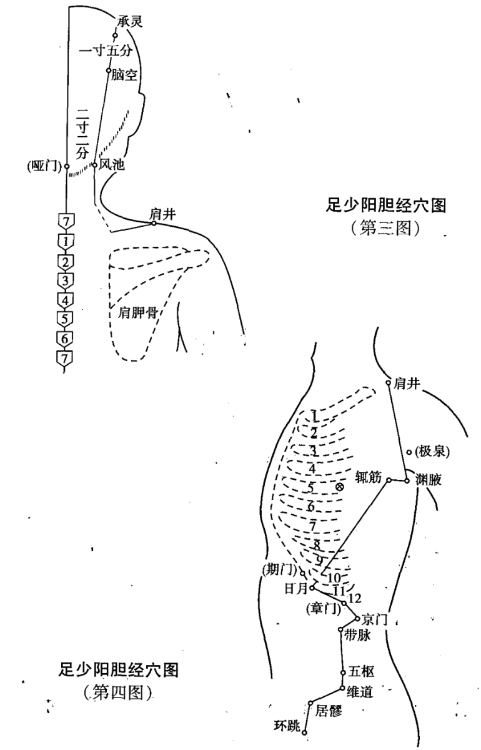 承灵
一寸五分
脑空
二寸二分
(哑门)
风池
肩井
7
1
2
3
4
5
6
7
肩胛骨
足少阳胆经穴图
(第三图)
肩井
1
2
3
(极泉)
4
辄筋
渊腋
5
6
7
8
9
(期门)
10
日月
11
12
(章门)
京门
带脉
五枢
维道
居髎
环跳
足少阳胆经穴图
(第四图)